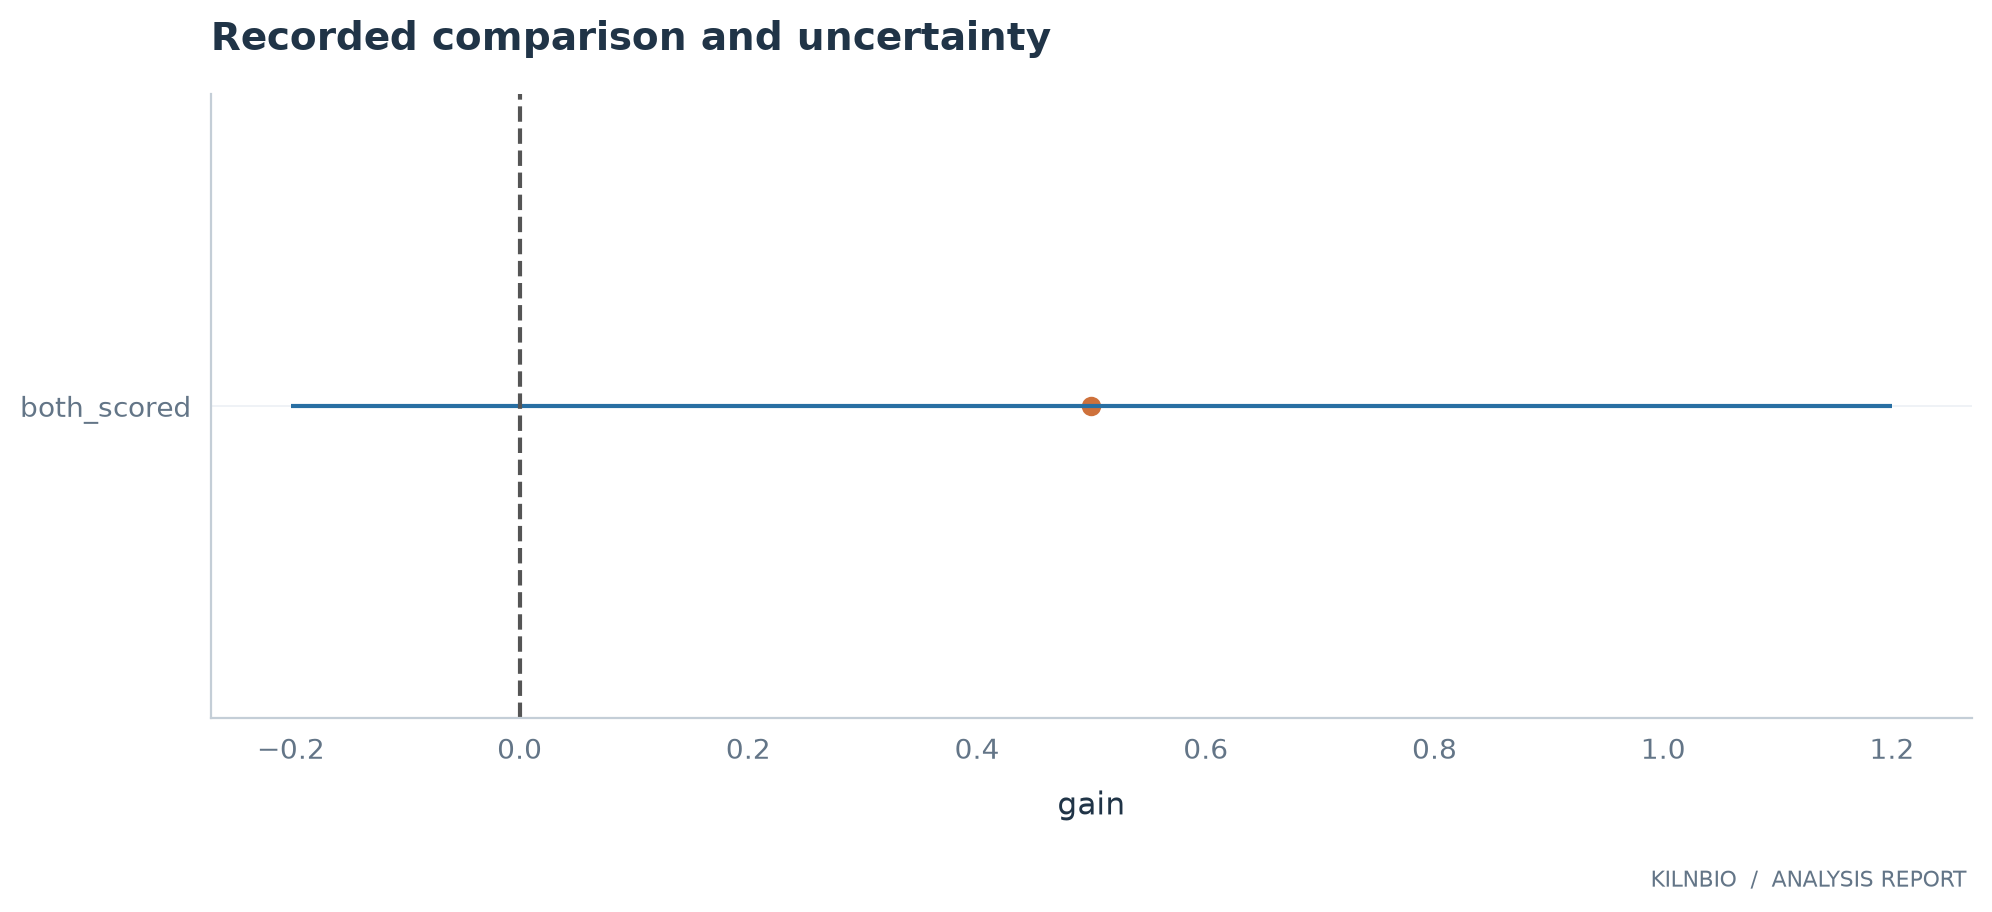 Recorded comparison and uncertainty
both_scored
−0.2 0.0 0.2 0.4 0.6 0.8 1.0 1.2
gain
KILNBIO / ANALYSIS REPORT